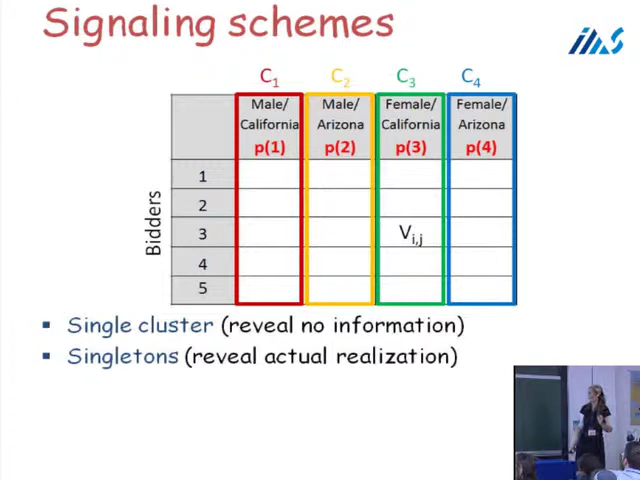 Signaling schemes
C1 C2 C3 C4
Male/ Male/ Female/ Female/
California Arizona California Arizona
p(1) p(2) p(3) p(4)
Bidders
1
2
3 Vi,j
4
5
Single cluster (reveal no information)
Singletons (reveal actual realization)